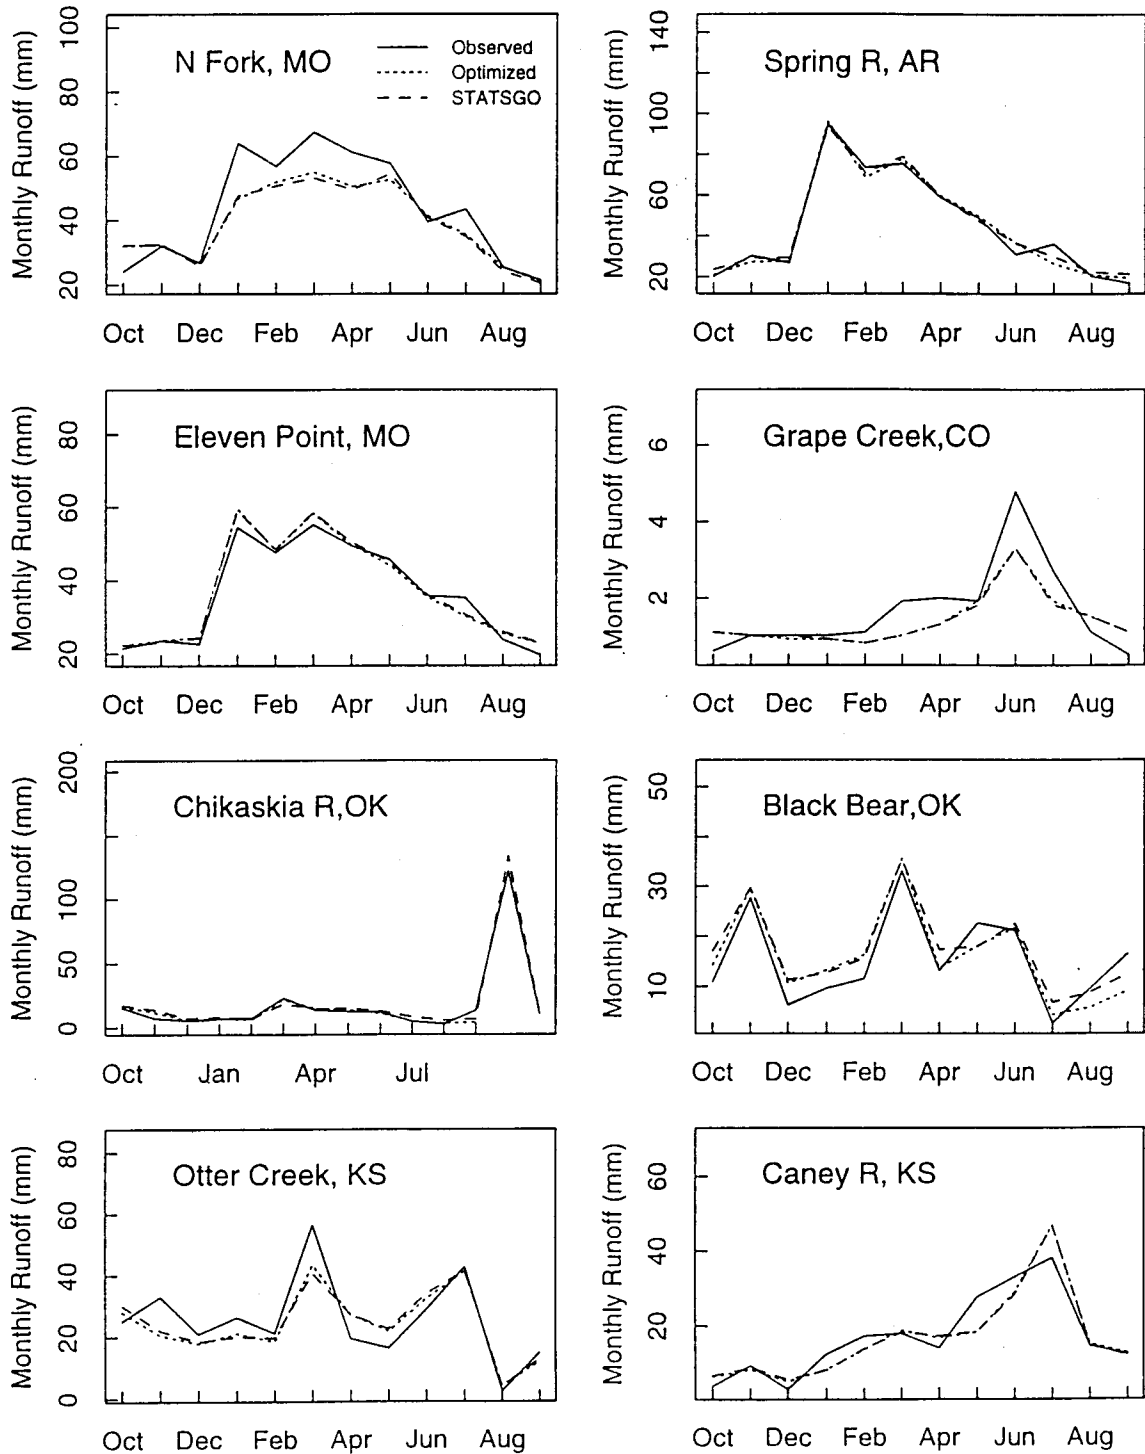 N Fork, MO
Observed
Optimized
STATSGO
Monthly Runoff (mm)
100
80
60
40
20
Oct Dec Feb Apr Jun Aug
Spring R, AR
Monthly Runoff (mm)
140
100
60
20
Oct Dec Feb Apr Jun Aug
Eleven Point, MO
Monthly Runoff (mm)
80
60
40
20
Oct Dec Feb Apr Jun Aug
Grape Creek,CO
Monthly Runoff (mm)
6
4
2
Oct Dec Feb Apr Jun Aug
Chikaskia R,OK
Monthly Runoff (mm)
200
100
50
0
Oct Jan Apr Jul
Black Bear,OK
Monthly Runoff (mm)
50
30
10
Oct Dec Feb Apr Jun Aug
Otter Creek, KS
Monthly Runoff (mm)
80
60
40
20
0
Oct Dec Feb Apr Jun Aug
Caney R, KS
Monthly Runoff (mm)
60
40
20
Oct Dec Feb Apr Jun Aug